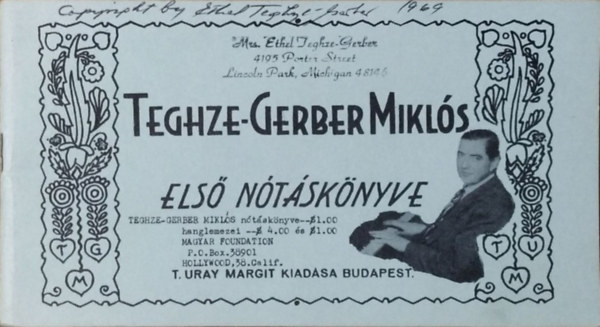 Copyright by Ethel Teghze-Gerber 1969
"Mrs. Ethel Teghze-Gerber
4195 Porter Street
Lincoln Park, Michigan 48146
TEGHZE-GERBER MIKLÓS
ELSŐ NÓTÁSKÖNYVE
TEGHZE-GERBER MIKLÓS nótáskönyve--$1.00
hanglemezei --$ 4.00 és $1.00
MAGYAR FOUNDATION
P.O.Box.38901
HOLLYWOOD,38.Calif.
T. URAY MARGIT KIADÁSA BUDAPEST.
T G M
T U M